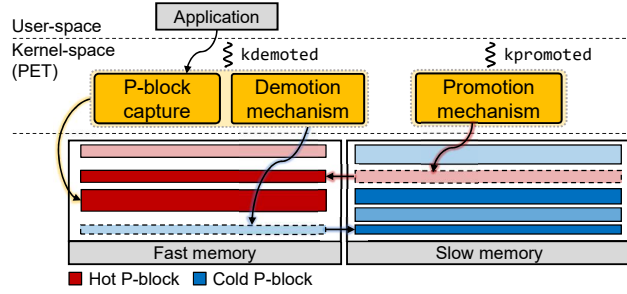 Application
User-space
Kernel-space
(PET)
kdemoted
kpromoted
P-block
capture
Demotion
mechanism
Promotion
mechanism
Fast memory
Slow memory
Hot P-block
Cold P-block